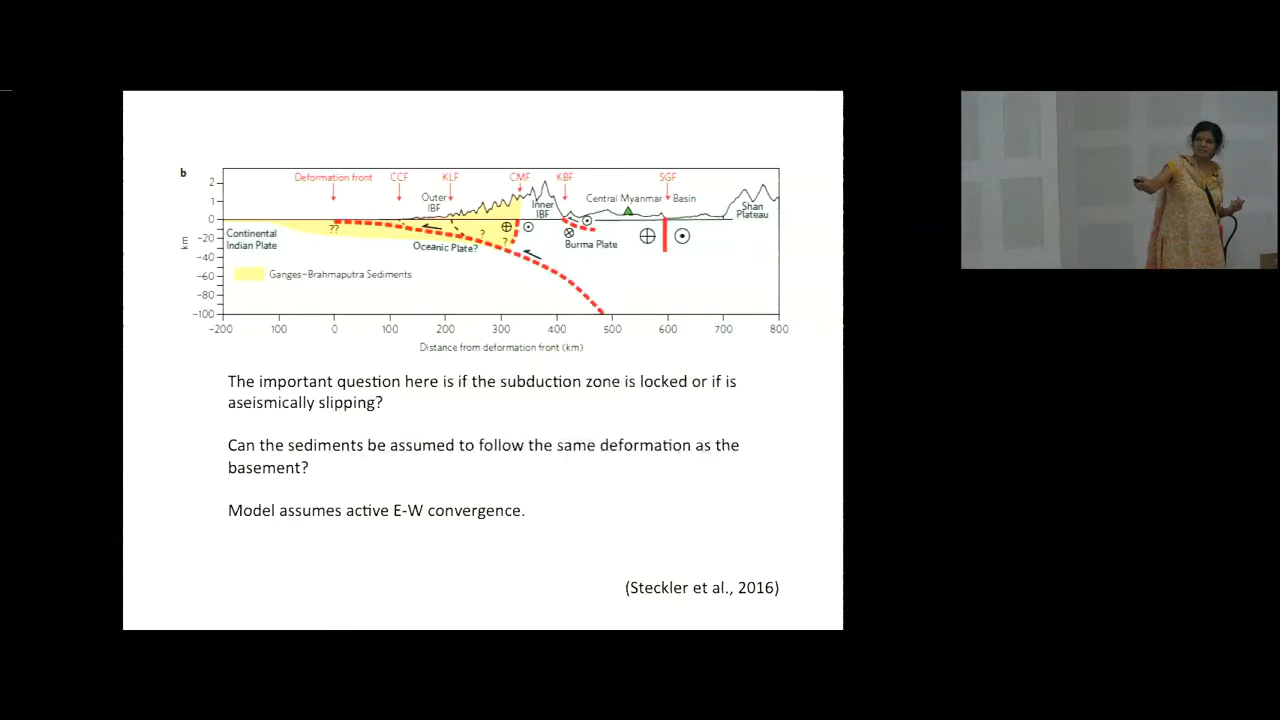 b
Deformation front CCF KLF CMF KBF SGF
2
1
0
−20
−40
−60
−80
−100
km
Outer
IBF
Inner
IBF
Central Myanmar Basin
Shan
Plateau
Continental
Indian Plate
??
Oceanic Plate?
?
?
Burma Plate
Ganges–Brahmaputra Sediments
−200 100 0 100 200 300 400 500 600 700 800
Distance from deformation front (km)
The important question here is if the subduction zone is locked or if is
aseismically slipping?
Can the sediments be assumed to follow the same deformation as the
basement?
Model assumes active E-W convergence.
(Steckler et al., 2016)